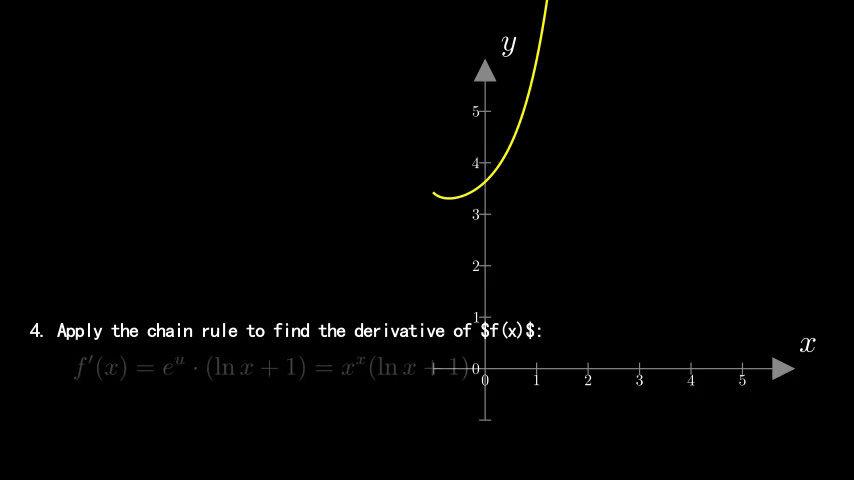 y
5
4
3
2
1
4. Apply the chain rule to find the derivative of $f(x)$:
x
f′(x) = e^u · (ln x + 1) = x^x(ln x + 1)
0
0 1 2 3 4 5